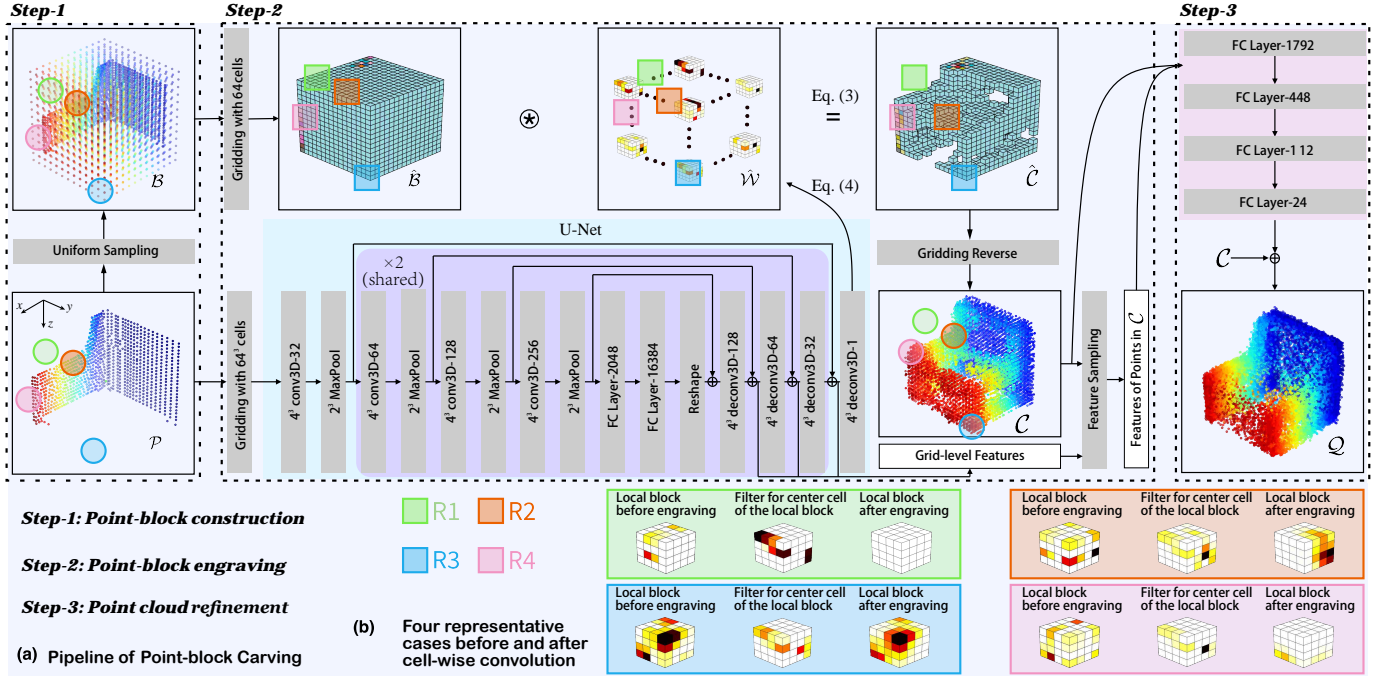 Step-1
Step-2
Step-3
ℬ
Uniform Sampling
x
y
z
𝒫
Gridding with 64cells
ℬ̂
⊛
𝒲̂
Eq. (3)
=
Eq. (4)
𝒞̂
U-Net
×2
(shared)
Gridding with 64³ cells
4³ conv3D-32
2³ MaxPool
4³ conv3D-64
2³ MaxPool
4³ conv3D-128
2³ MaxPool
4³ conv3D-256
2³ MaxPool
FC Layer-2048
FC Layer-16384
Reshape
4³ deconv3D-128
4³ deconv3D-64
4³ deconv3D-32
4³ deconv3D-1
Gridding Reverse
𝒞
Grid-level Features
Feature Sampling
Features of Points in 𝒞
FC Layer-1792
FC Layer-448
FC Layer-1 12
FC Layer-24
𝒞
𝒬
Step-1: Point-block construction
Step-2: Point-block engraving
Step-3: Point cloud refinement
(a) Pipeline of Point-block Carving
R1
R2
R3
R4
(b) Four representative
cases before and after
cell-wise convolution
Local block
before engraving
Filter for center cell
of the local block
Local block
after engraving
Local block
before engraving
Filter for center cell
of the local block
Local block
after engraving
Local block
before engraving
Filter for center cell
of the local block
Local block
after engraving
Local block
before engraving
Filter for center cell
of the local block
Local block
after engraving